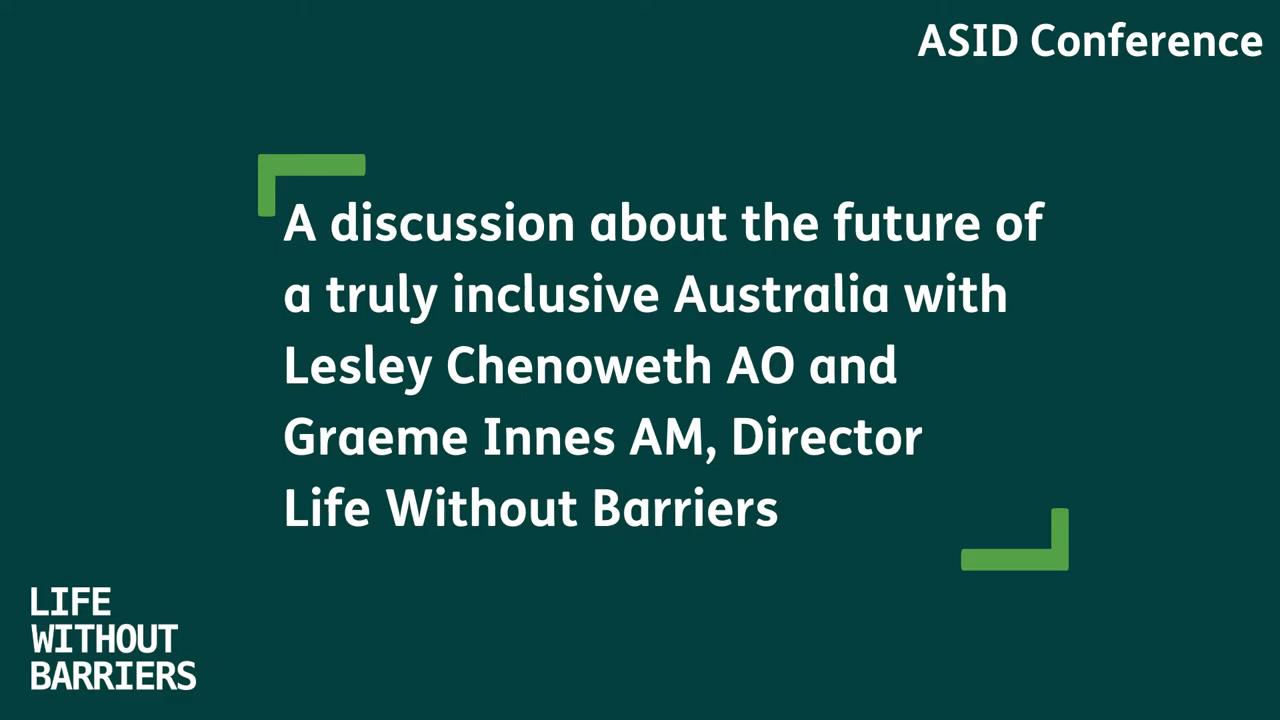 ASID Conference
A discussion about the future of
a truly inclusive Australia with
Lesley Chenoweth AO and
Graeme Innes AM, Director
Life Without Barriers
LIFE
WITHOUT
BARRIERS